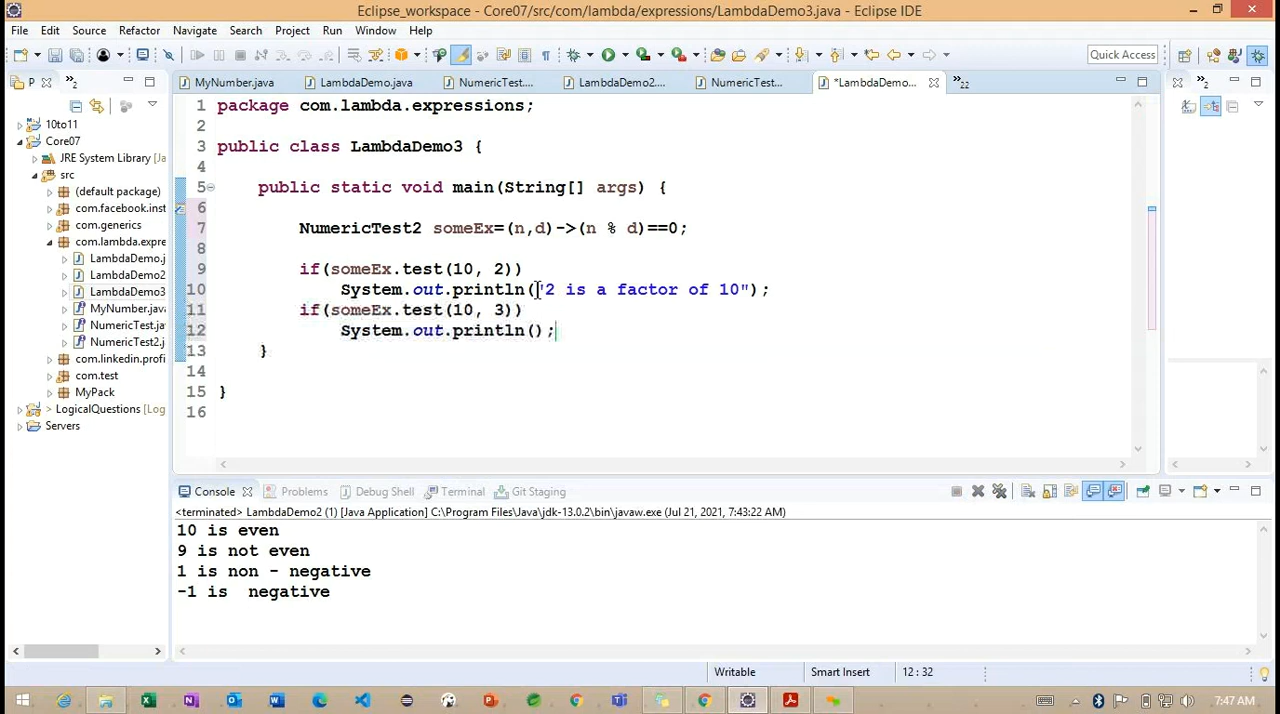 Eclipse_workspace - Core07/src/com/lambda/expressions/LambdaDemo3.java - Eclipse IDE
File Edit Source Refactor Navigate Search Project Run Window Help
Quick Access
P 2 MyNumber.java LambdaDemo.java NumericTest.... LambdaDemo2.... NumericTest... *LambdaDemo... 22 2
10to11
Core07
JRE System Library [Ja
src
(default package)
com.facebook.inst
com.generics
com.lambda.expre
LambdaDemo.j
LambdaDemo2
LambdaDemo3
MyNumber.java
NumericTest.jav
NumericTest2.j
com.linkedin.profi
com.test
MyPack
> LogicalQuestions [Log
Servers
1 package com.lambda.expressions;
2
3 public class LambdaDemo3 {
4
5 public static void main(String[] args) {
6
7 NumericTest2 someEx=(n,d)->(n % d)==0;
8
9 if(someEx.test(10, 2))
10 System.out.println("2 is a factor of 10");
11 if(someEx.test(10, 3))
12 System.out.println();
13 }
14
15 }
16
Console Problems Debug Shell Terminal Git Staging
<terminated> LambdaDemo2 (1) [Java Application] C:\Program Files\Java\jdk-13.0.2\bin\javaw.exe (Jul 21, 2021, 7:43:22 AM)
10 is even
9 is not even
1 is non - negative
-1 is  negative
Writable Smart Insert 12 : 32
7:47 AM